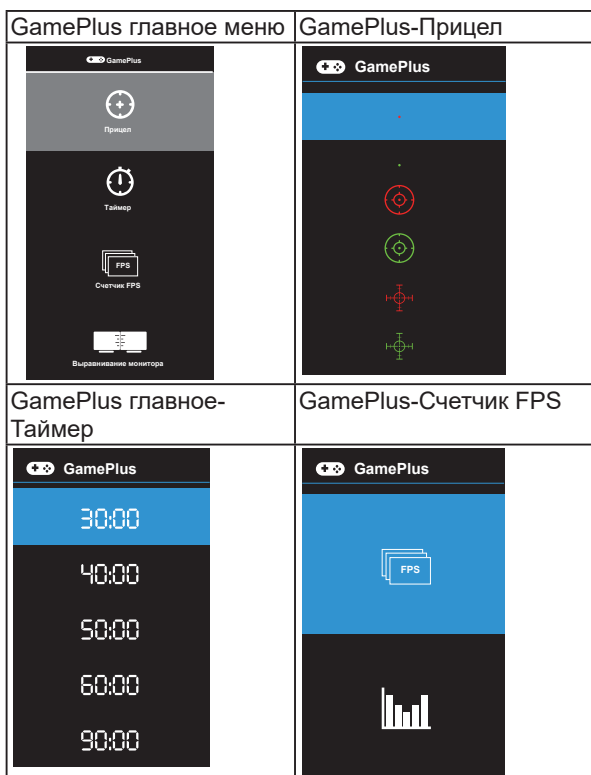 GamePlus главное меню
GamePlus-Прицел
GamePlus
Прицел
Таймер
FPS
Счетчик FPS
Выравнивание монитора
GamePlus
GamePlus главное-
Таймер
GamePlus-Счетчик FPS
GamePlus
30:00
40:00
50:00
60:00
90:00
GamePlus
FPS